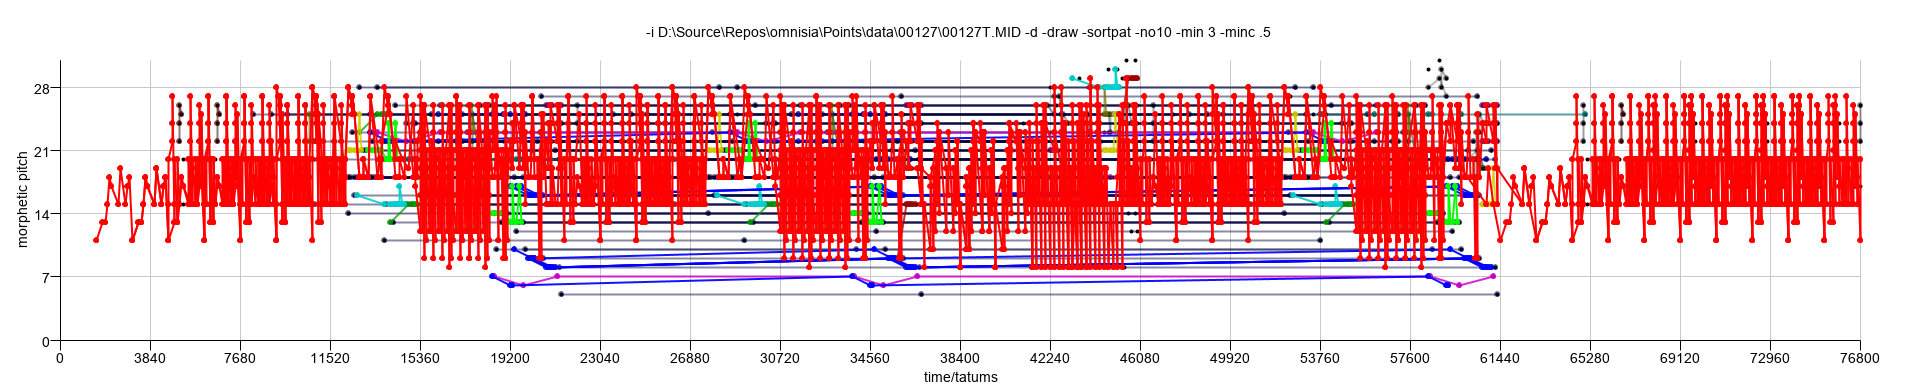 -i D:\Source\Repos\omnisia\Points\data\00127\00127T.MID -d -draw -sortpat -no10 -min 3 -minc .5
28
21
14
7
0
morphetic pitch
0 3840 7680 11520 15360 19200 23040 26880 30720 34560 38400 42240 46080 49920 53760 57600 61440 65280 69120 72960 76800
time/tatums